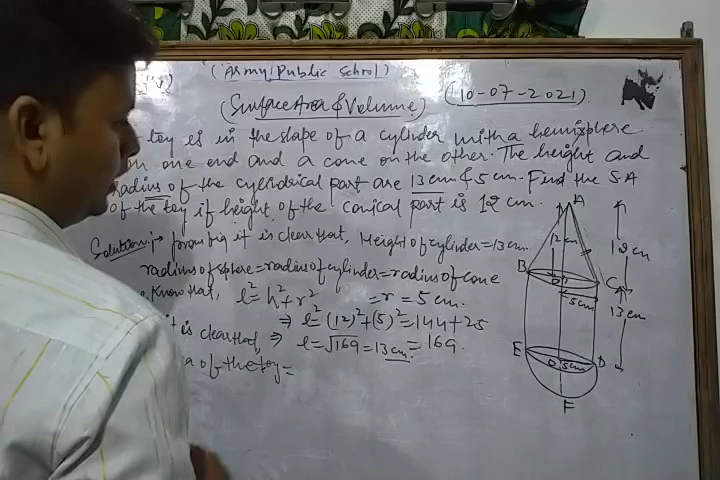 (Army Public School)
(Surface Area & Volume) (10-07-2021)
toy is in the shape of a cylinder with a hemisphere
on one end and a cone on the other. The height and
radius of the cylindrical part are 13 cm & 5 cm. Find the S.A
of the toy if height of the conical part is 12 cm.
Solution:- from fig it is clear that, Height of cylinder = 13 cm.
radius of sphere = radius of cylinder = radius of cone
Know that, l² = h² + r² = r = 5 cm.
⇒ l² = (12)² + (5)² = 144 + 25
it is clear that, ⇒ l = √169 = 13 cm = 169.
of the toy =
A
12 cm
12 cm
B
O
C
5 cm
13 cm
E
O
5 cm
D
F